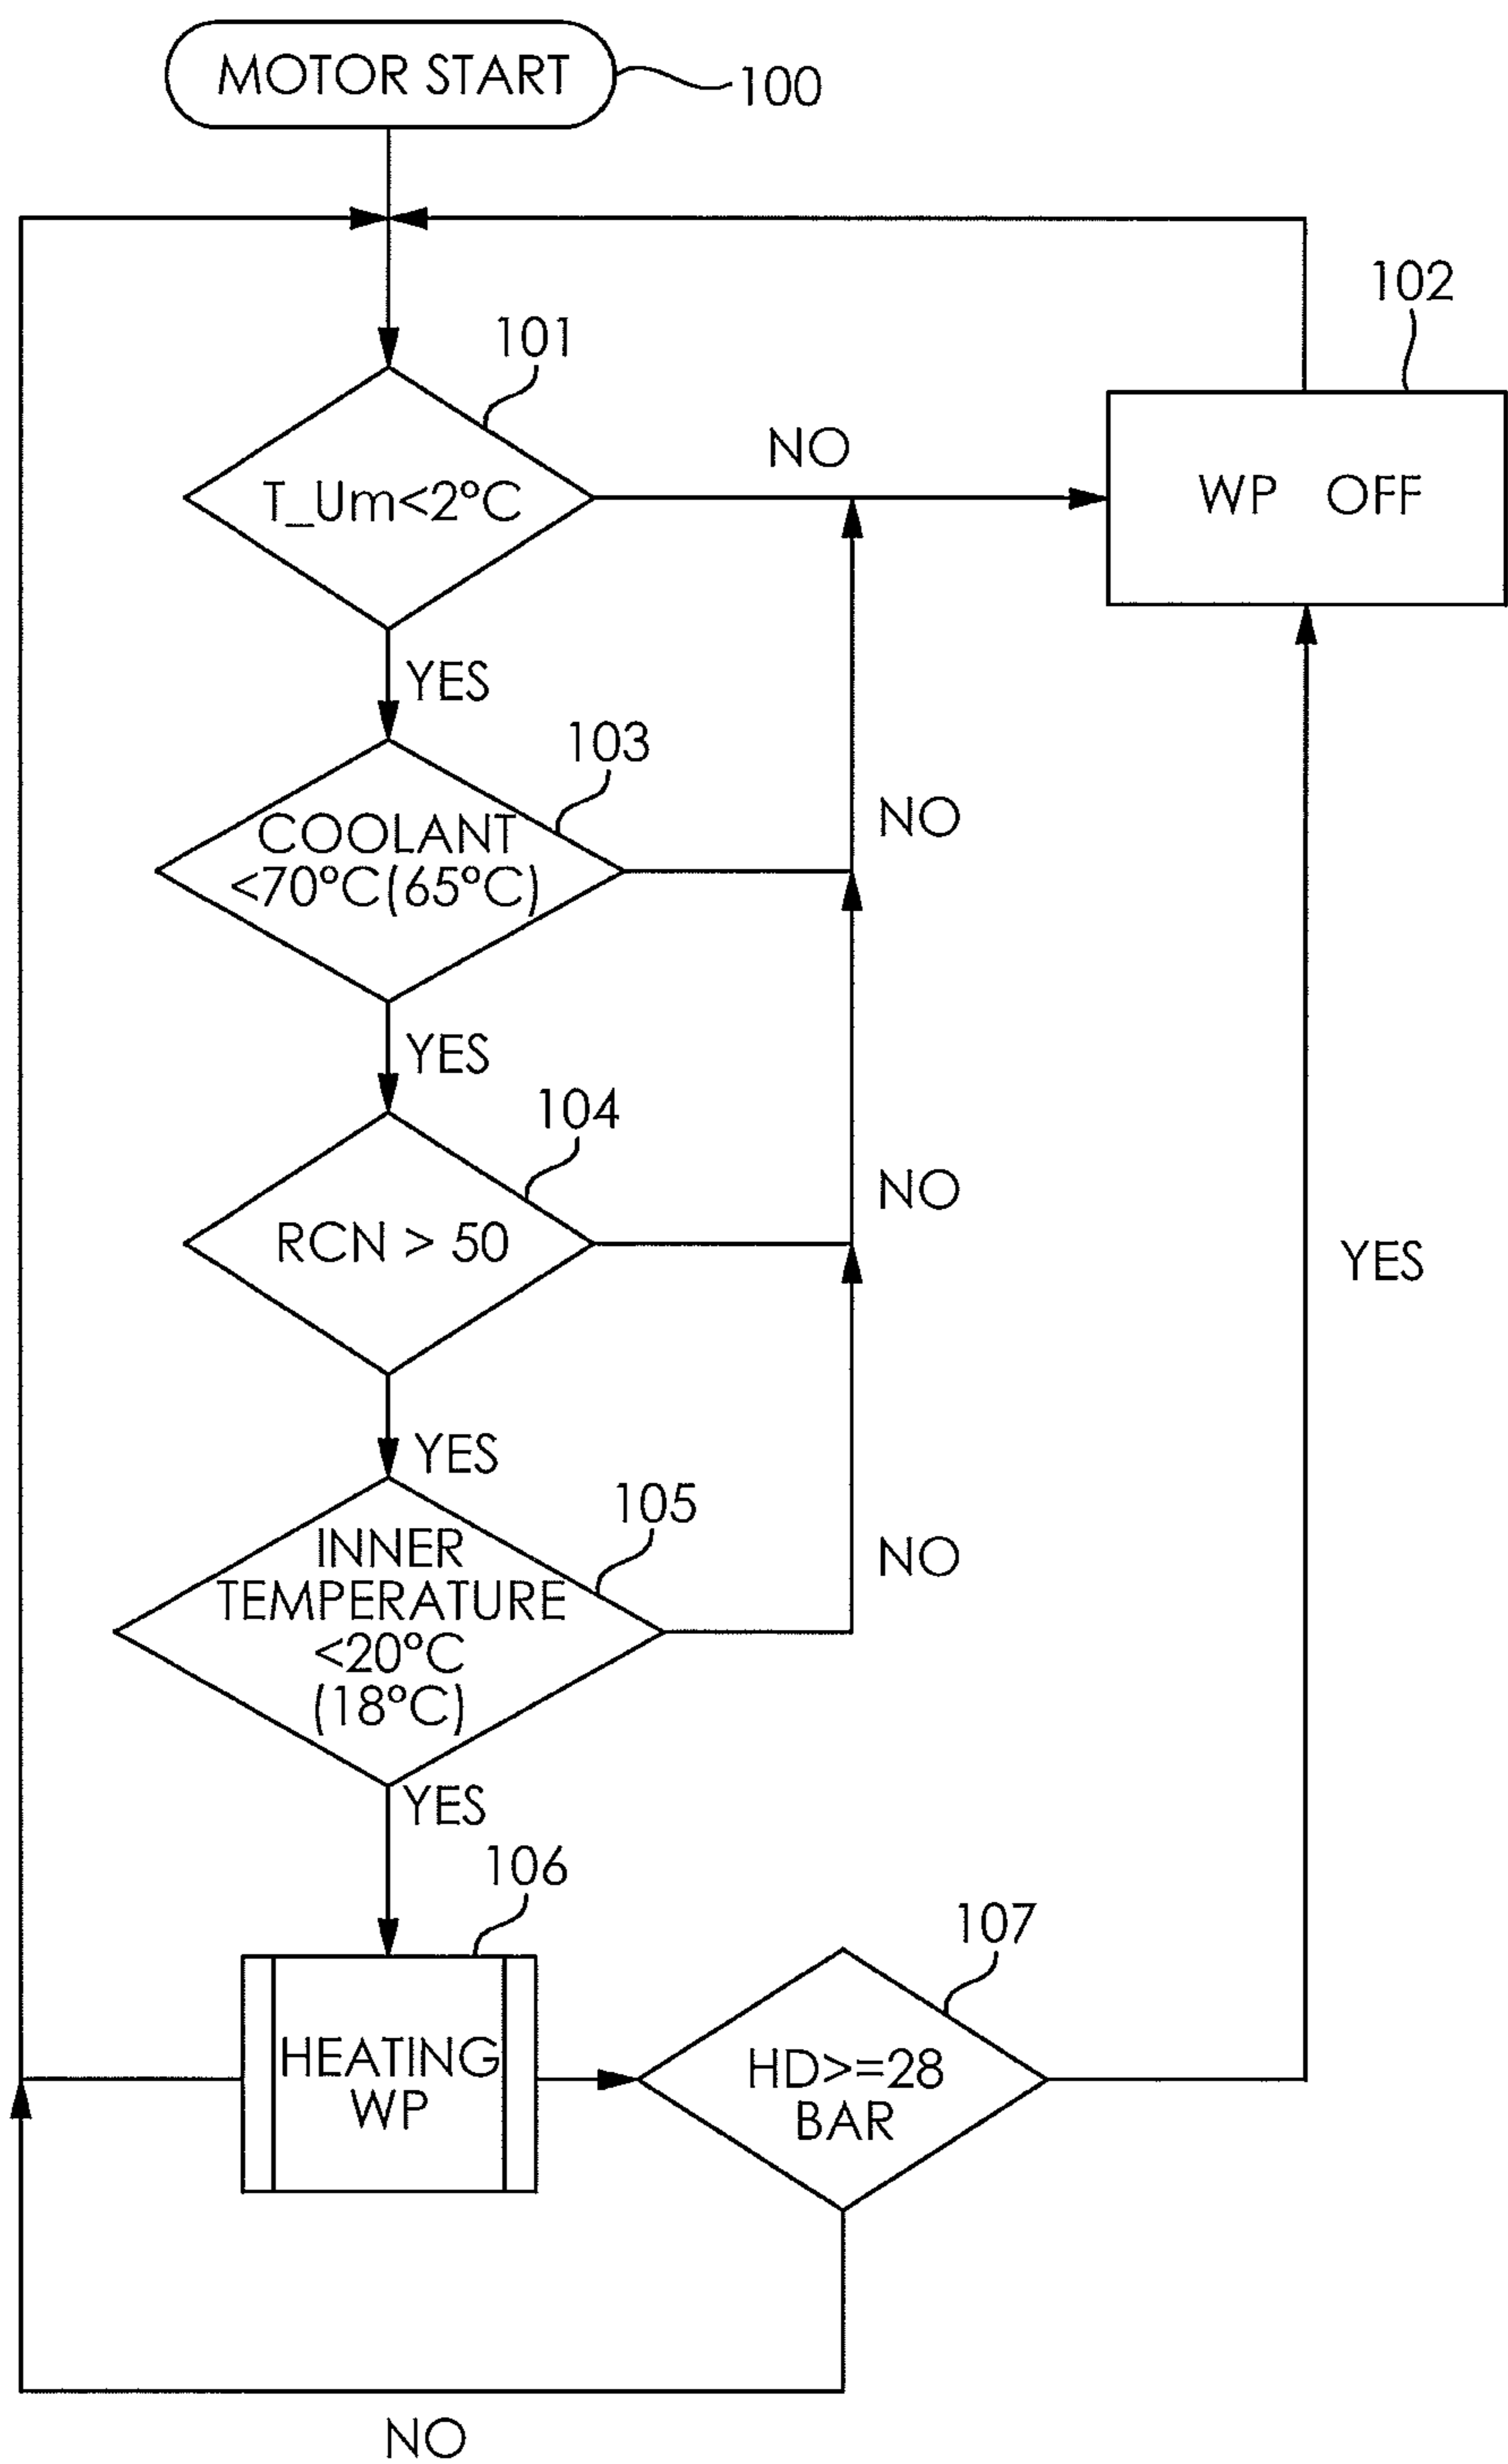 MOTOR START
100
102
101
NO
T_Um<2°C
WP OFF
YES
103
COOLANT
<70°C(65°C)
NO
YES
104
NO
RCN > 50
YES
YES
105
INNER
TEMPERATURE
<20°C
(18°C)
NO
YES
106
107
HEATING
WP
HD>=28
BAR
NO